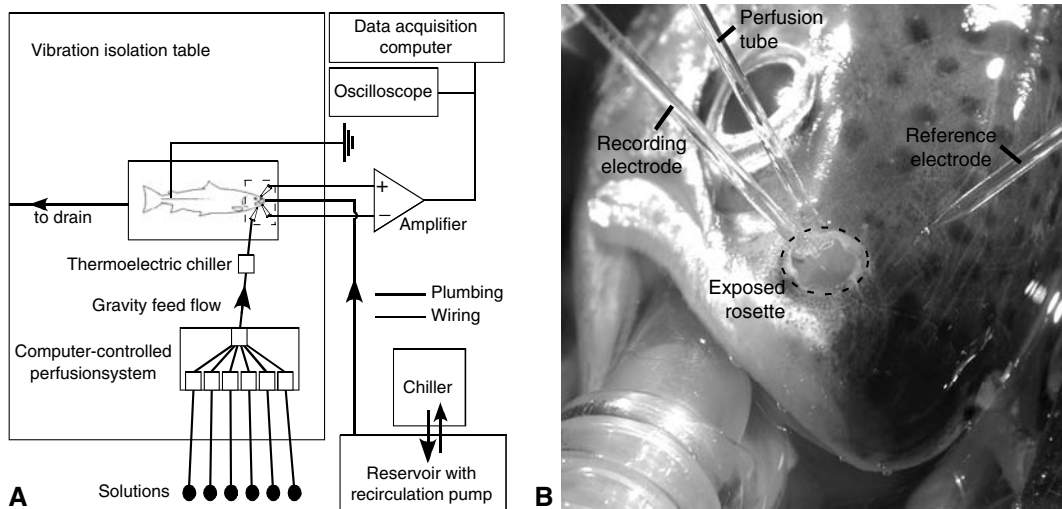 Vibration isolation table
Data acquisition
computer
Oscilloscope
to drain
+
−
Amplifier
Thermoelectric chiller
Gravity feed flow
Plumbing
Wiring
Computer-controlled
perfusionsystem
Chiller
Reservoir with
recirculation pump
Solutions
A
Perfusion
tube
Recording
electrode
Reference
electrode
Exposed
rosette
B